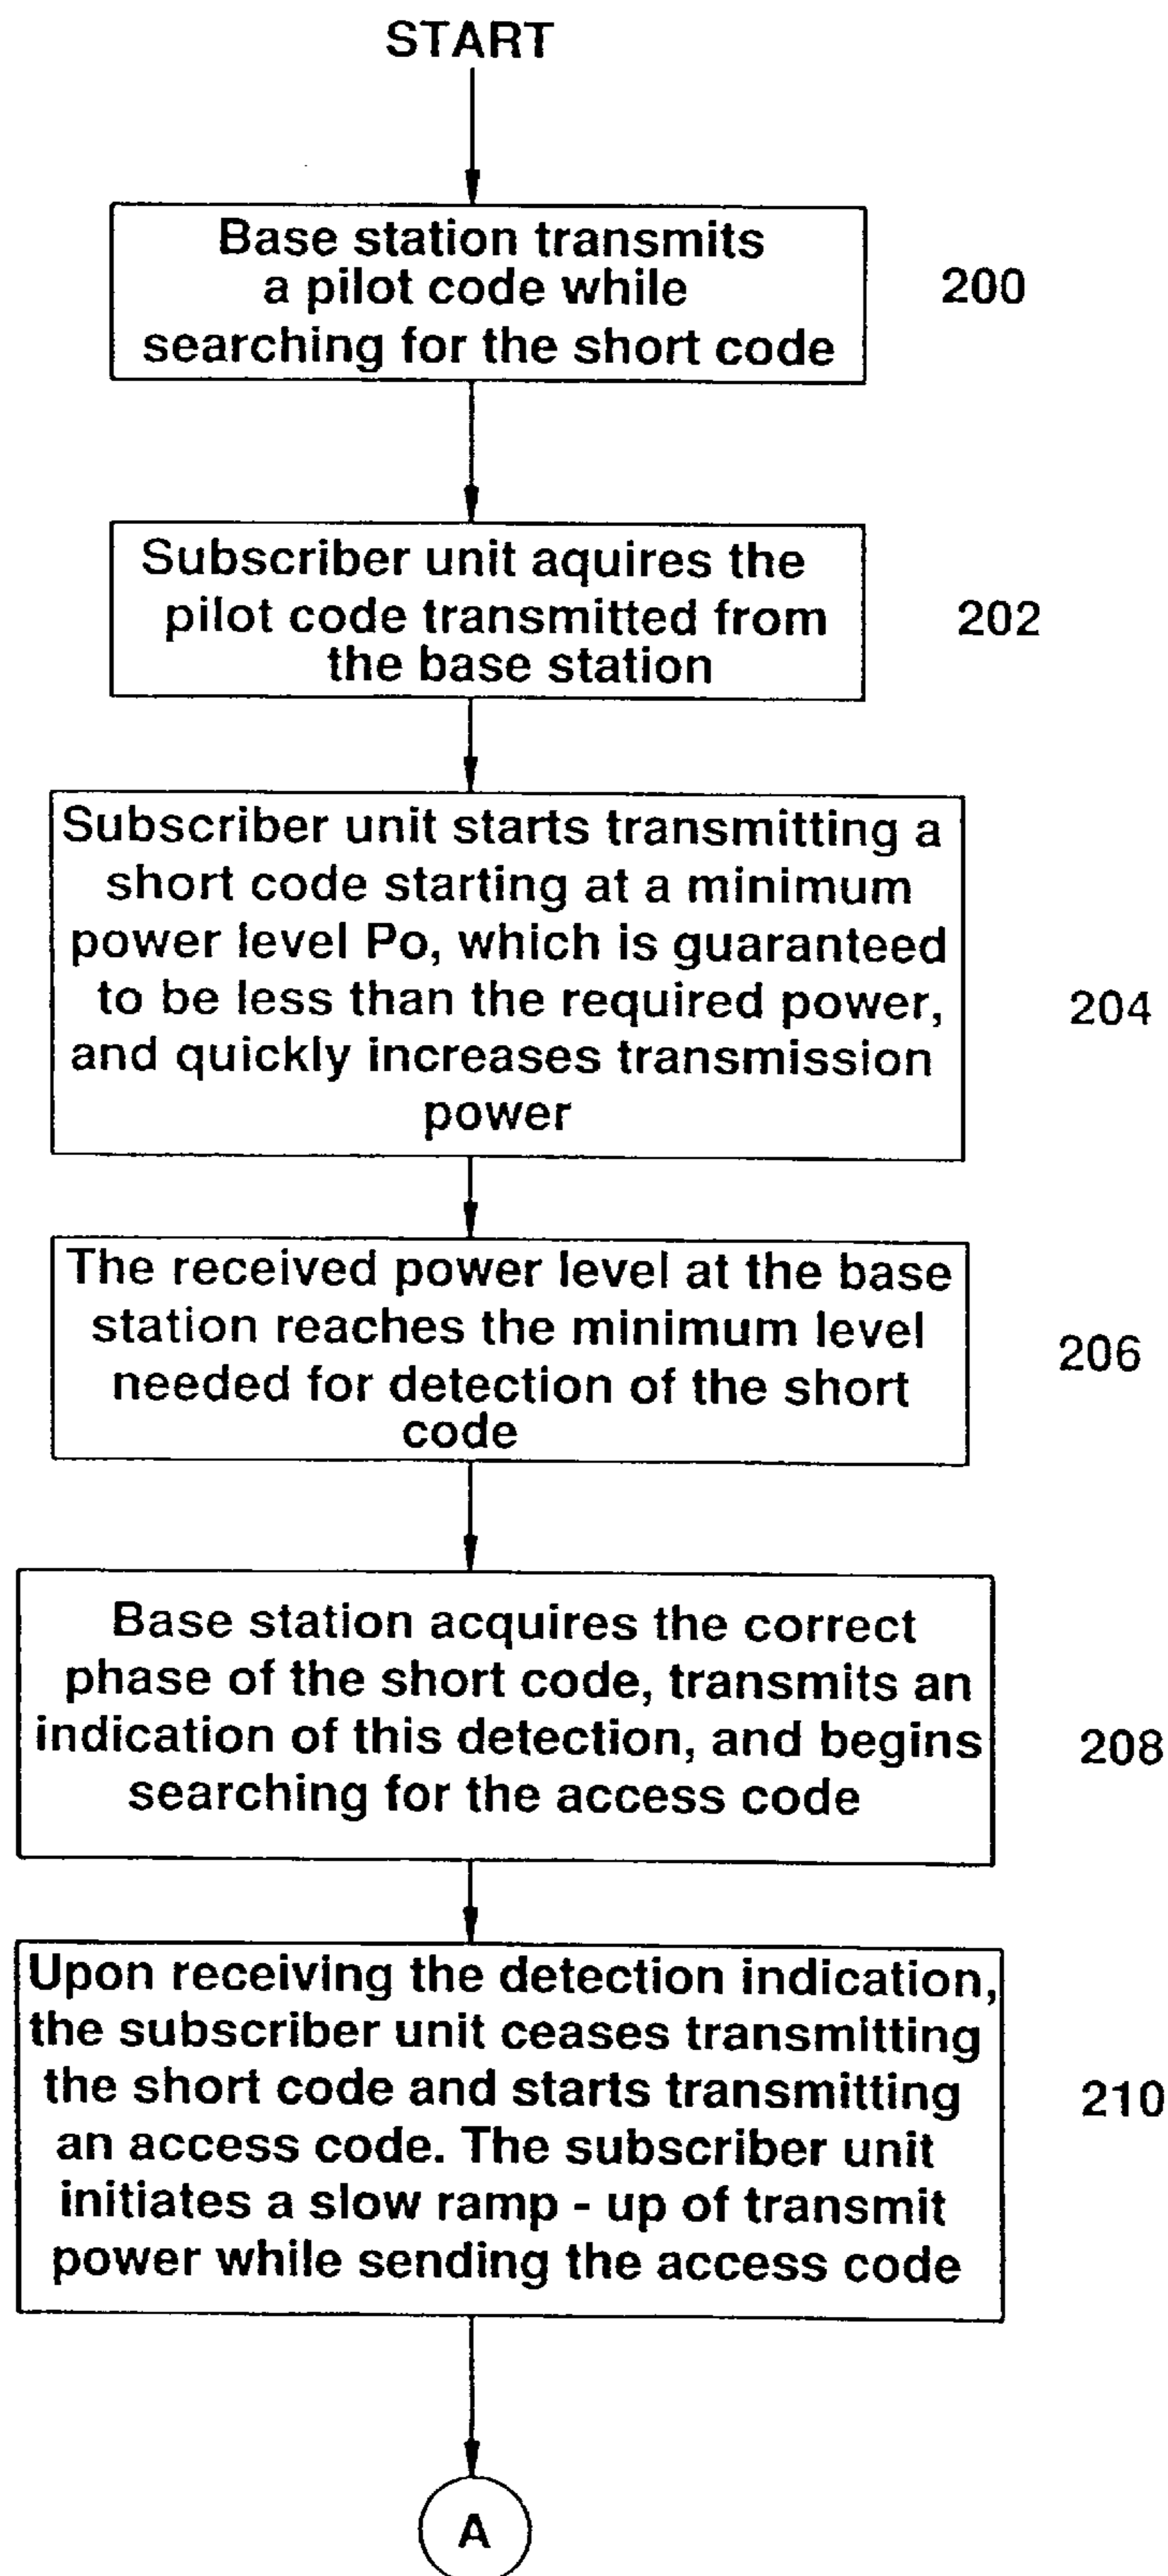 START
Base station transmits
a pilot code while
searching for the short code
200
Subscriber unit aquires the
pilot code transmitted from
the base station
202
Subscriber unit starts transmitting a
short code starting at a minimum
power level Po, which is guaranteed
to be less than the required power,
and quickly increases transmission
power
204
The received power level at the base
station reaches the minimum level
needed for detection of the short
code
206
Base station acquires the correct
phase of the short code, transmits an
indication of this detection, and begins
searching for the access code
208
Upon receiving the detection indication,
the subscriber unit ceases transmitting
the short code and starts transmitting
an access code. The subscriber unit
initiates a slow ramp - up of transmit
power while sending the access code
210
A